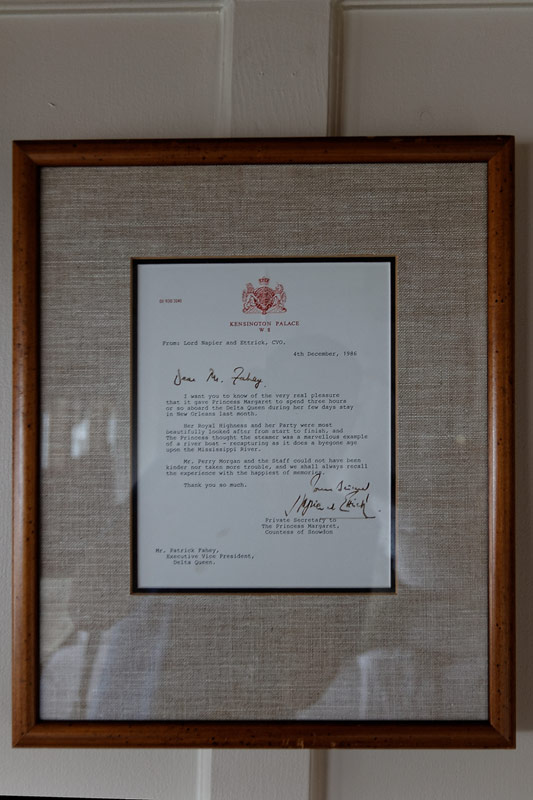 KENSINGTON PALACE
W 8
From: Lord Napier and Ettrick, CVO,
4th December, 1986
Dear Mr. Fahey,
I want you to know of the very real pleasure
that it gave Princess Margaret to spend three hours
or so aboard the Delta Queen during her few days stay
in New Orleans last month.
Her Royal Highness and her Party were most
beautifully looked after from start to finish, and
The Princess thought the steamer was a marvellous example
of a river boat - recapturing as it does a byegone age
upon the Mississippi River.
Mr. Perry Morgan and the Staff could not have been
kinder nor taken more trouble, and we shall always recall
the experience with the happiest of memories.
Thank you so much.
Yours Sincerely
Napier & Ettrick
Private Secretary to
The Princess Margaret,
Countess of Snowdon
Mr. Patrick Fahey,
Executive Vice President,
Delta Queen.